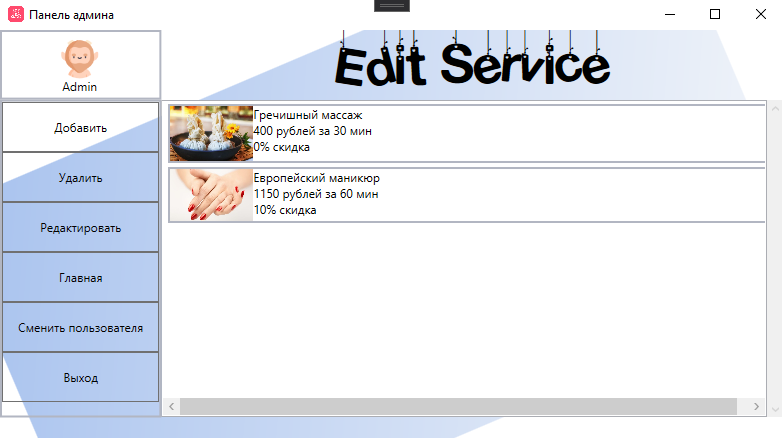 Панель админа
Admin
Edit Service
Добавить
Удалить
Редактировать
Главная
Сменить пользователя
Выход
Гречишный массаж
400 рублей за 30 мин
0% скидка
Европейский маникюр
1150 рублей за 60 мин
10% скидка